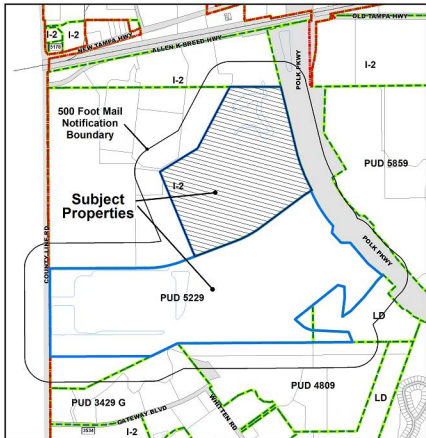 OLD TAMPA HWY
I-2
I-2
5178
NEW TAMPA HWY
ALLEN K BREED HWY
I-2
POLK PKWY
I-2
500 Foot Mail
Notification
Boundary
PUD 5859
I-2
Subject
Properties
COUNTY LINE RD
POLK PKWY
PUD 5229
LD
PUD 4809
PUD 3429 G
LD
GATEWAY BLVD
WHITTEN RD
3534
I-2